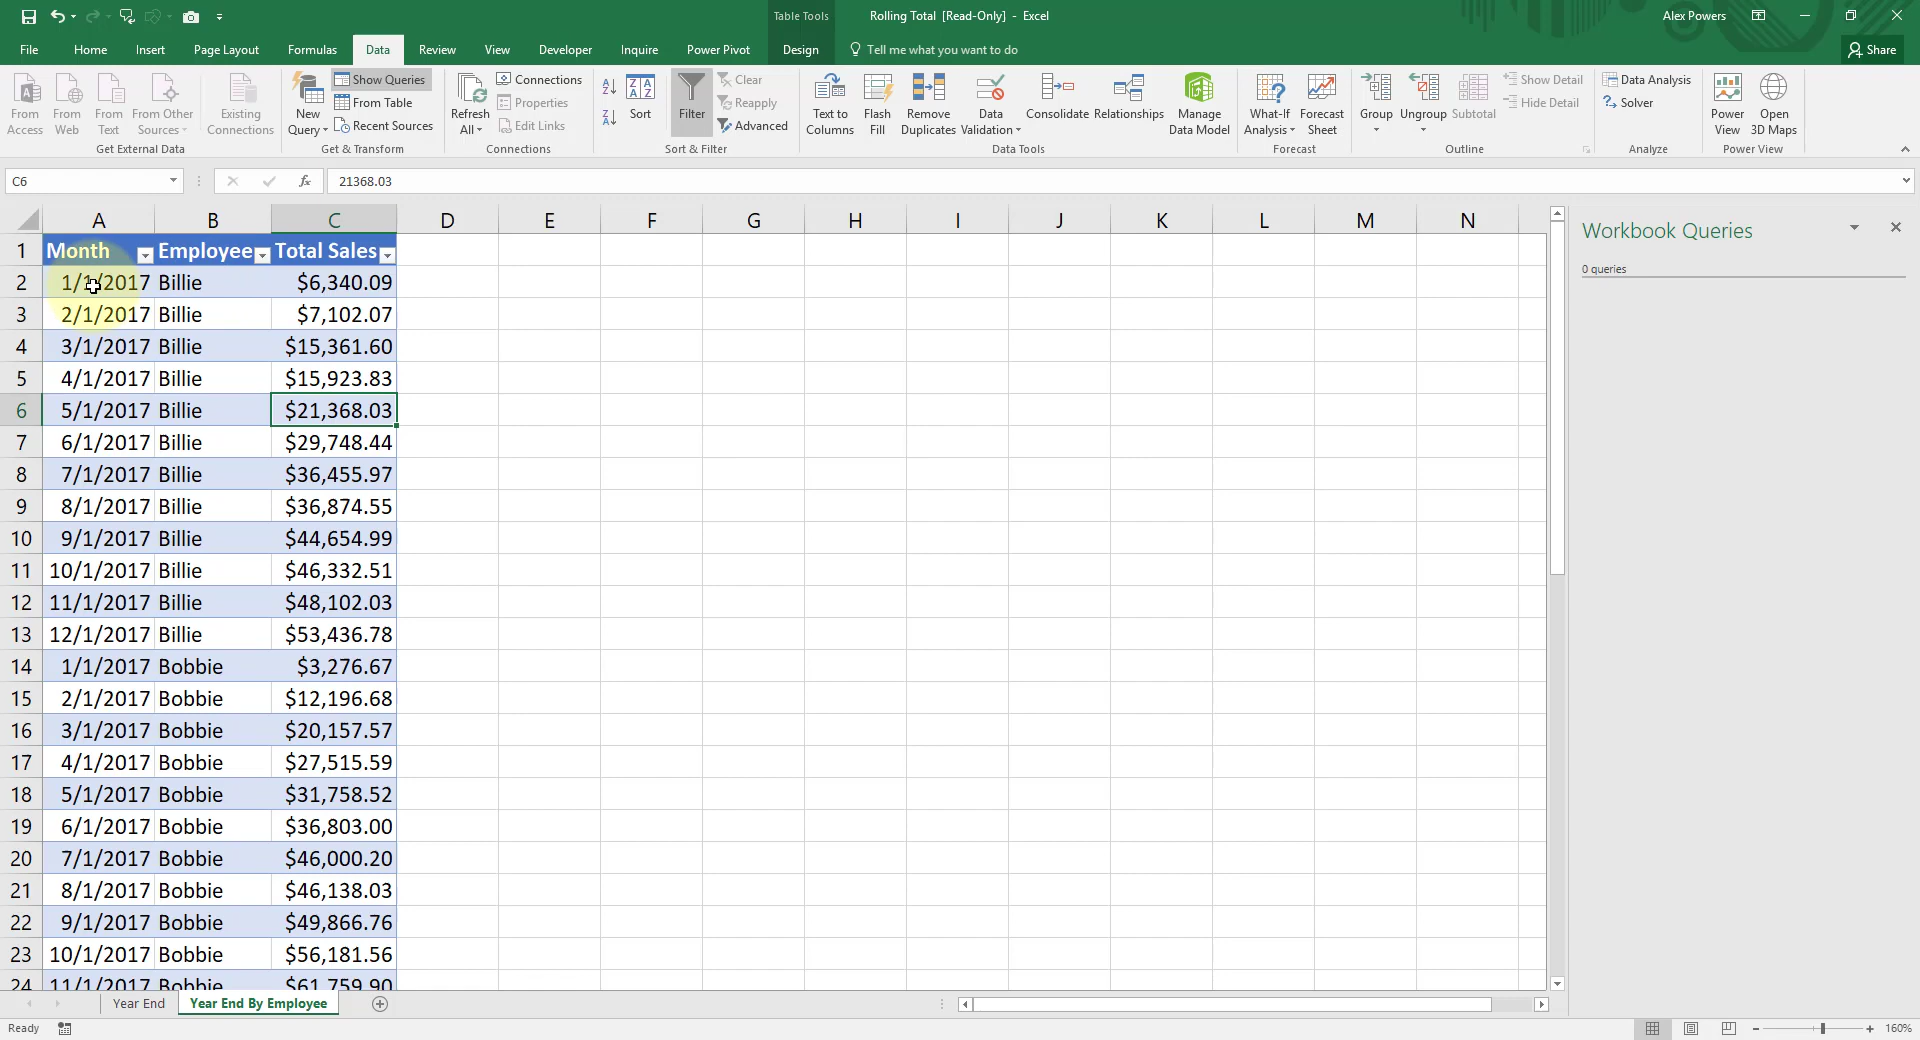 Table Tools
Rolling Total [Read-Only] - Excel
Alex Powers
File Home Insert Page Layout Formulas Data Review View Developer Inquire Power Pivot Design Tell me what you want to do Share
From Access
From Web
From Text
From Other Sources
Existing Connections
Get External Data
New Query
Show Queries
From Table
Recent Sources
Get & Transform
Refresh All
Connections
Properties
Edit Links
Connections
Sort
Filter
Clear
Reapply
Advanced
Sort & Filter
Text to Columns
Flash Fill
Remove Duplicates
Data Validation
Consolidate
Relationships
Manage Data Model
Data Tools
What-If Analysis
Forecast Sheet
Forecast
Group
Ungroup
Subtotal
Show Detail
Hide Detail
Outline
Data Analysis
Solver
Analyze
Power View
Open 3D Maps
Power View
C6 fx 21368.03
A B C D E F G H I J K L M N
1 Month Employee Total Sales
2 1/1/2017 Billie $6,340.09
3 2/1/2017 Billie $7,102.07
4 3/1/2017 Billie $15,361.60
5 4/1/2017 Billie $15,923.83
6 5/1/2017 Billie $21,368.03
7 6/1/2017 Billie $29,748.44
8 7/1/2017 Billie $36,455.97
9 8/1/2017 Billie $36,874.55
10 9/1/2017 Billie $44,654.99
11 10/1/2017 Billie $46,332.51
12 11/1/2017 Billie $48,102.03
13 12/1/2017 Billie $53,436.78
14 1/1/2017 Bobbie $3,276.67
15 2/1/2017 Bobbie $12,196.68
16 3/1/2017 Bobbie $20,157.57
17 4/1/2017 Bobbie $27,515.59
18 5/1/2017 Bobbie $31,758.52
19 6/1/2017 Bobbie $36,803.00
20 7/1/2017 Bobbie $46,000.20
21 8/1/2017 Bobbie $46,138.03
22 9/1/2017 Bobbie $49,866.76
23 10/1/2017 Bobbie $56,181.56
24 11/1/2017 Bobbie $61,759.90
Workbook Queries
0 queries
Year End Year End By Employee
Ready
160%